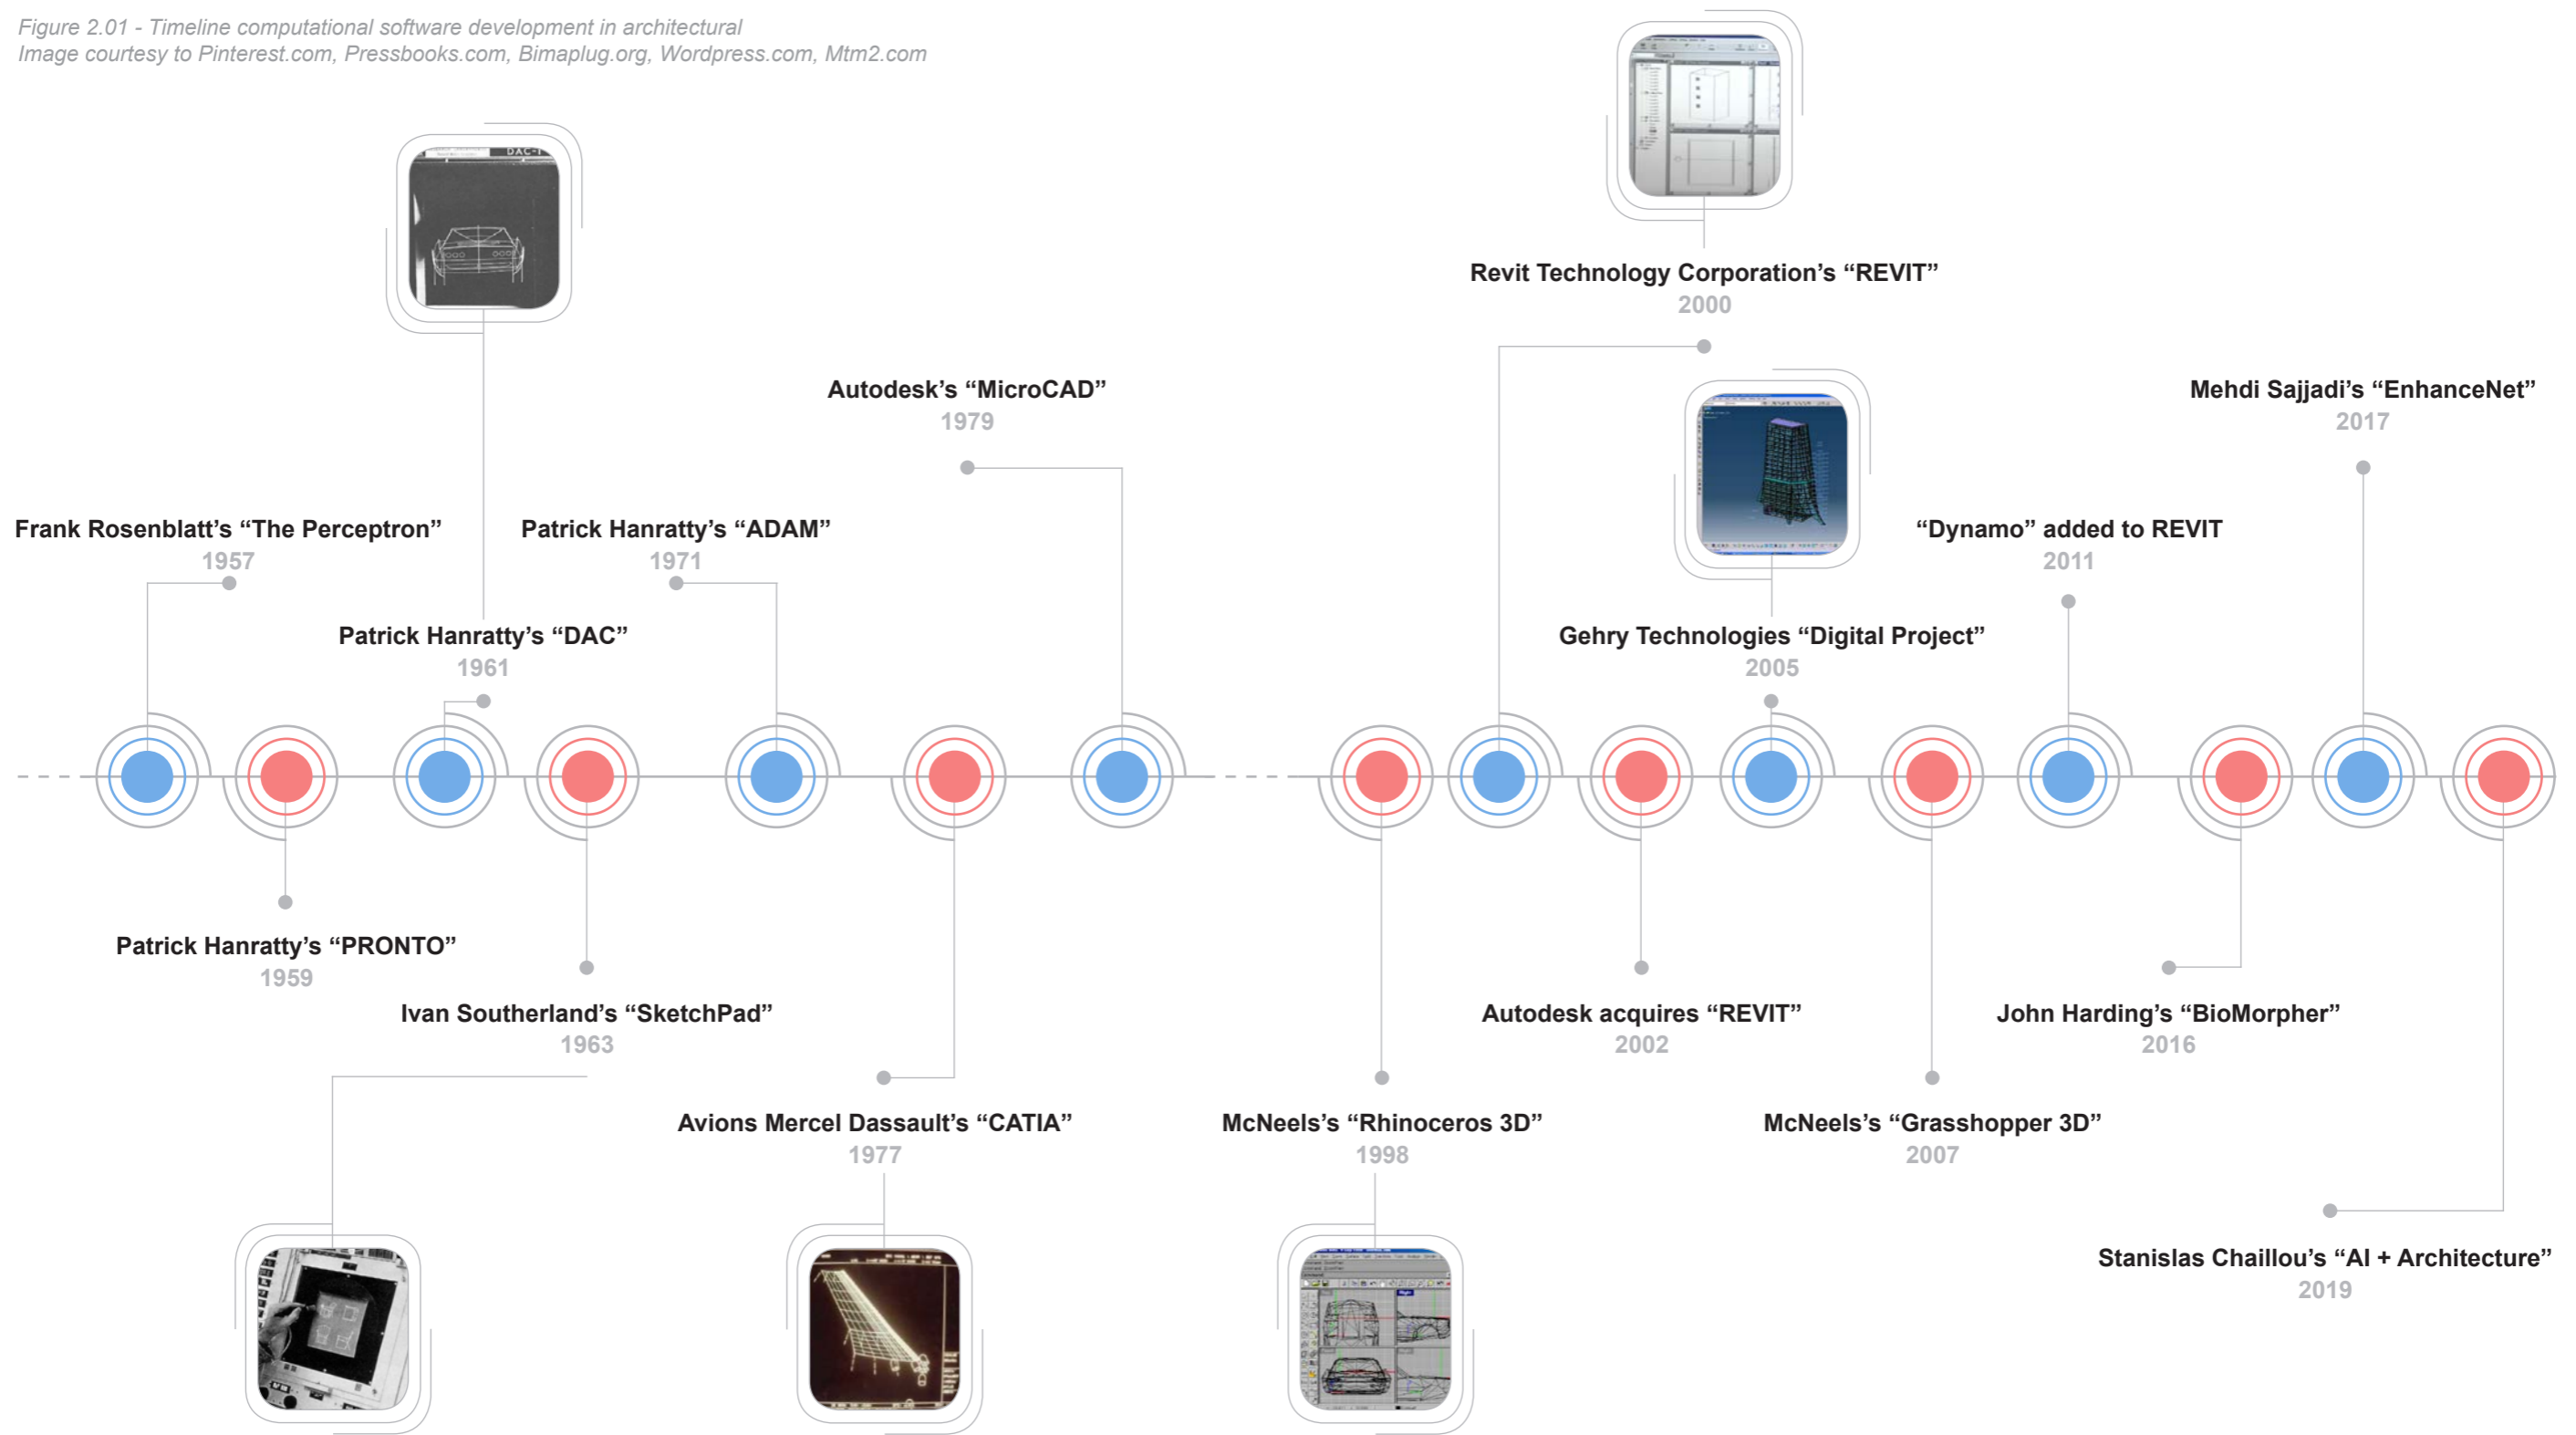 Figure 2.01 - Timeline computational software development in architectural
Image courtesy to Pinterest.com, Pressbooks.com, Bimaplug.org, Wordpress.com, Mtm2.com
DAC-1
Frank Rosenblatt’s “The Perceptron”
1957
Patrick Hanratty’s “PRONTO”
1959
Patrick Hanratty’s “DAC”
1961
Ivan Southerland’s “SketchPad”
1963
Patrick Hanratty’s “ADAM”
1971
Avions Mercel Dassault’s “CATIA”
1977
Autodesk’s “MicroCAD”
1979
McNeels’s “Rhinoceros 3D”
1998
Revit Technology Corporation’s “REVIT”
2000
Autodesk acquires “REVIT”
2002
Gehry Technologies “Digital Project”
2005
McNeels’s “Grasshopper 3D”
2007
“Dynamo” added to REVIT
2011
John Harding’s “BioMorpher”
2016
Mehdi Sajjadi’s “EnhanceNet”
2017
Stanislas Chaillou’s “AI + Architecture”
2019